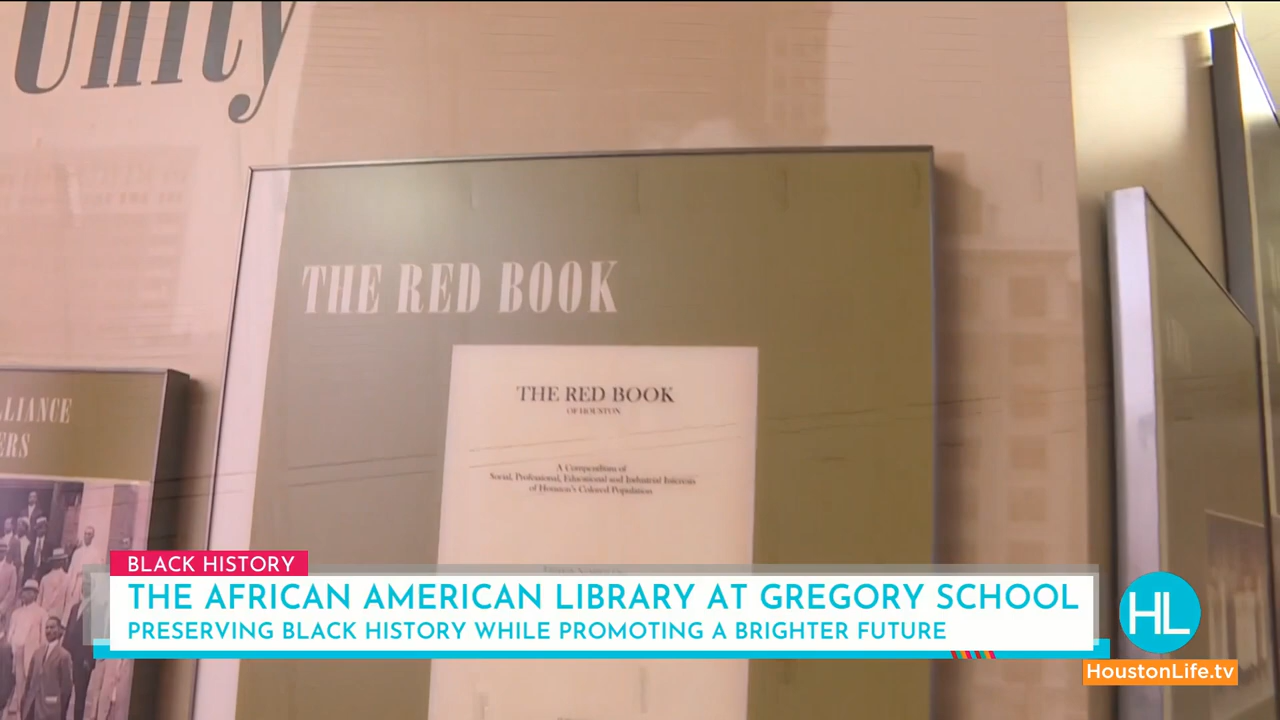 Unity
THE RED BOOK
THE RED BOOK
OF HOUSTON
A Compendium of
Social, Professional, Educational and Industrial Interests
of Houston's Colored Population
LLIANCE
ERS
BLACK HISTORY
THE AFRICAN AMERICAN LIBRARY AT GREGORY SCHOOL
PRESERVING BLACK HISTORY WHILE PROMOTING A BRIGHTER FUTURE
HL
HoustonLife.tv